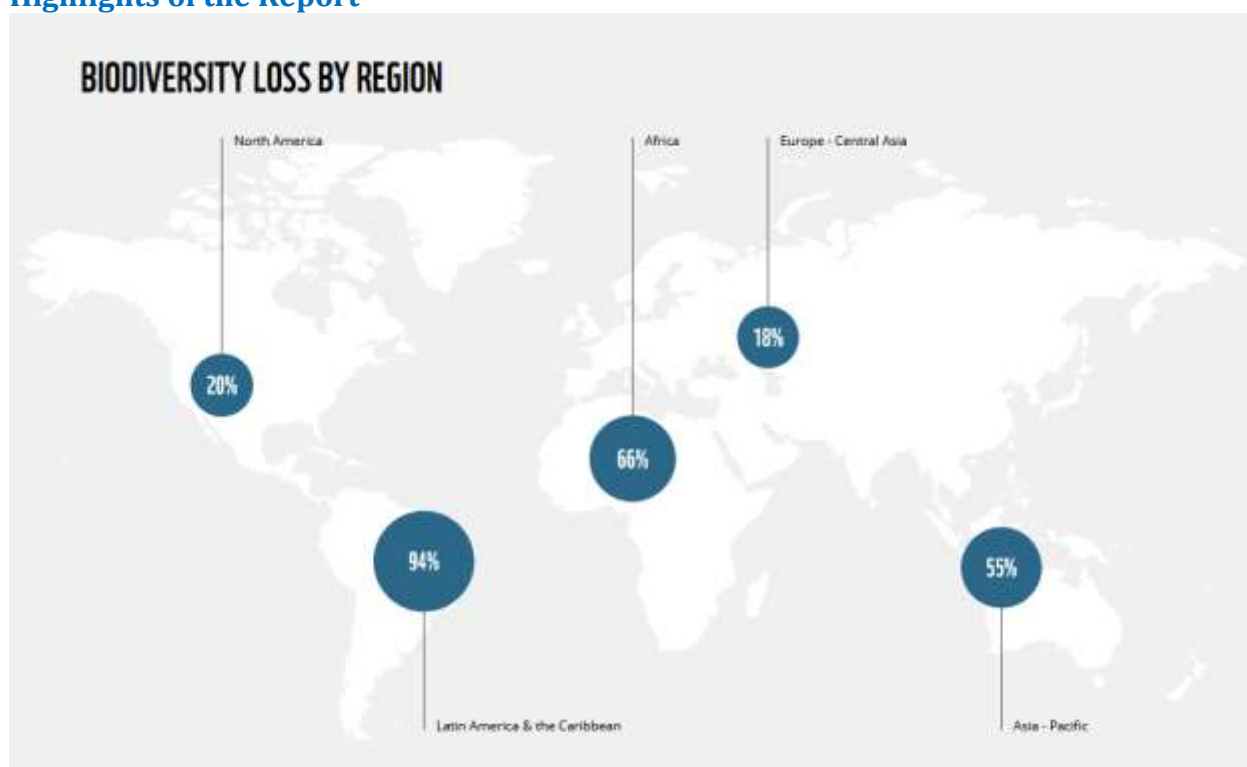 Highlights of the Report
BIODIVERSITY LOSS BY REGION
North America
Africa
Europe - Central Asia
18%
20%
66%
94%
55%
Latin America & the Caribbean
Asia - Pacific